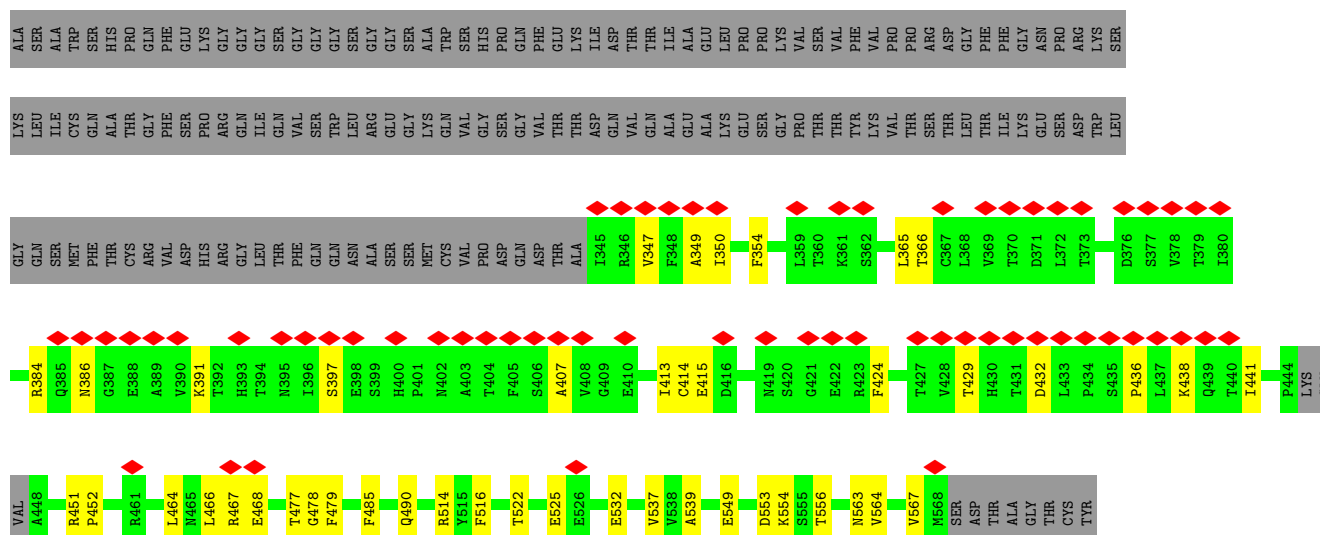 ALA SER ALA TRP SER HIS PRO GLN PHE GLU LYS GLY GLY GLY SER GLY GLY GLY SER GLY GLY SER ALA TRP SER HIS PRO GLN PHE GLU LYS ILE ASP THR THR ILE ALA GLU LEU PRO PRO LYS VAL SER VAL PHE VAL PRO PRO ARG ASP GLY PHE PHE GLY ASN PRO ARG LYS SER
LYS LEU ILE CYS GLN ALA THR GLY PHE SER PRO ARG GLN ILE GLN VAL SER TRP LEU ARG GLU GLY LYS GLN VAL GLY SER GLY VAL THR THR ASP GLN VAL GLN ALA GLU ALA LYS GLU SER GLY PRO THR THR TYR LYS VAL THR SER THR LEU THR ILE LYS GLU SER ASP TRP LEU
GLY GLN SER MET PHE THR CYS ARG VAL ASP HIS ARG GLY LEU THR PHE GLN GLN ASN ALA SER SER MET CYS VAL PRO ASP GLN ASP THR ALA I345 R346 V347 F348 A349 I350 F354 L359 T360 K361 S362 L365 T366 C367 L368 V369 T370 D371 L372 T373 D376 S377 V378 T379 I380
R384 Q385 N386 G387 E388 A389 V390 K391 T392 H393 T394 N395 I396 S397 E398 S399 H400 P401 N402 A403 T404 F405 S406 A407 V408 G409 E410 I413 C414 E415 D416 N419 S420 G421 E422 R423 F424 T427 V428 T429 H430 T431 D432 L433 P434 S435 P436 L437 K438 Q439 T440 I441 P444 LYS
VAL A448 R451 P452 R461 L464 N465 L466 R467 E468 T477 G478 F479 F485 Q490 R514 Y515 F516 T522 E525 E526 E532 V537 V538 A539 E549 D553 K554 S555 T556 N563 V564 V567 M568 SER ASP THR ALA GLY THR CYS TYR